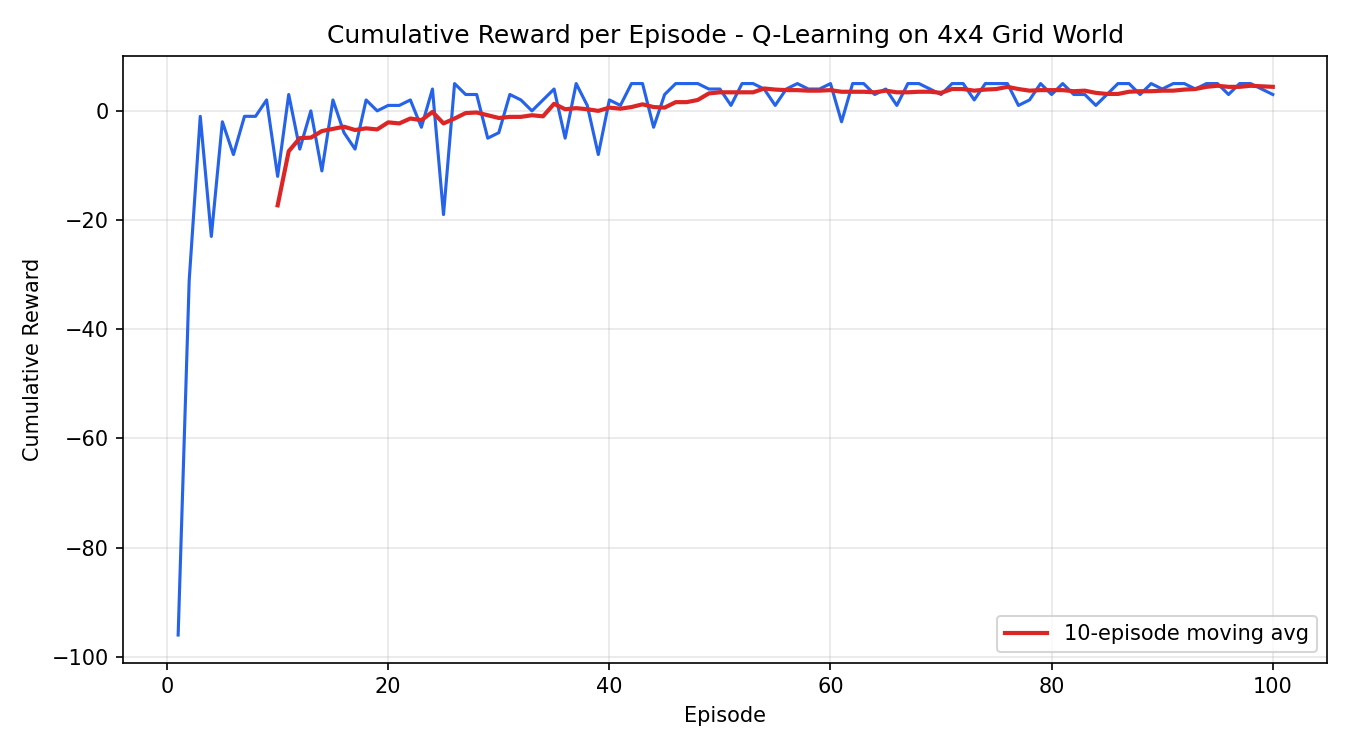 Cumulative Reward per Episode - Q-Learning on 4x4 Grid World
Cumulative Reward
0
−20
−40
−60
−80
−100
10-episode moving avg
0 20 40 60 80 100
Episode